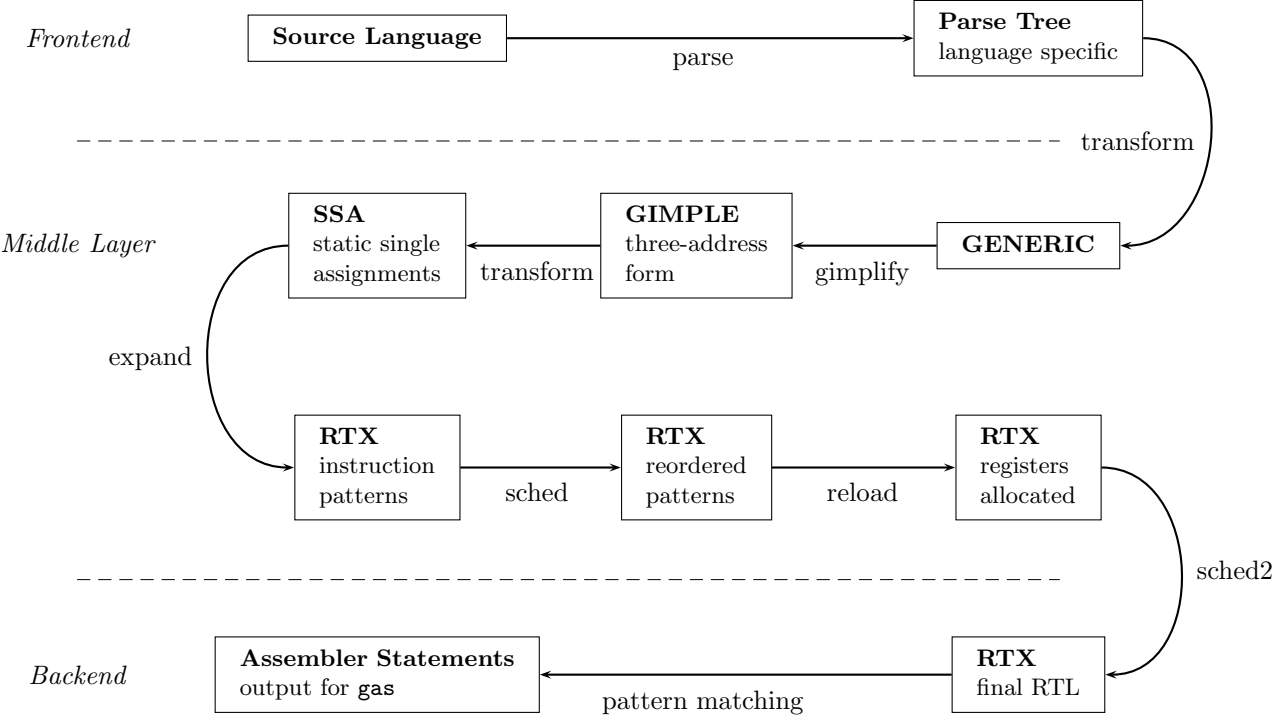 Frontend
Source Language
parse
Parse Tree
language specific
transform
Middle Layer
SSA
static single
assignments
transform
GIMPLE
three-address
form
gimplify
GENERIC
expand
RTX
instruction
patterns
sched
RTX
reordered
patterns
reload
RTX
registers
allocated
sched2
Backend
Assembler Statements
output for gas
pattern matching
RTX
final RTL